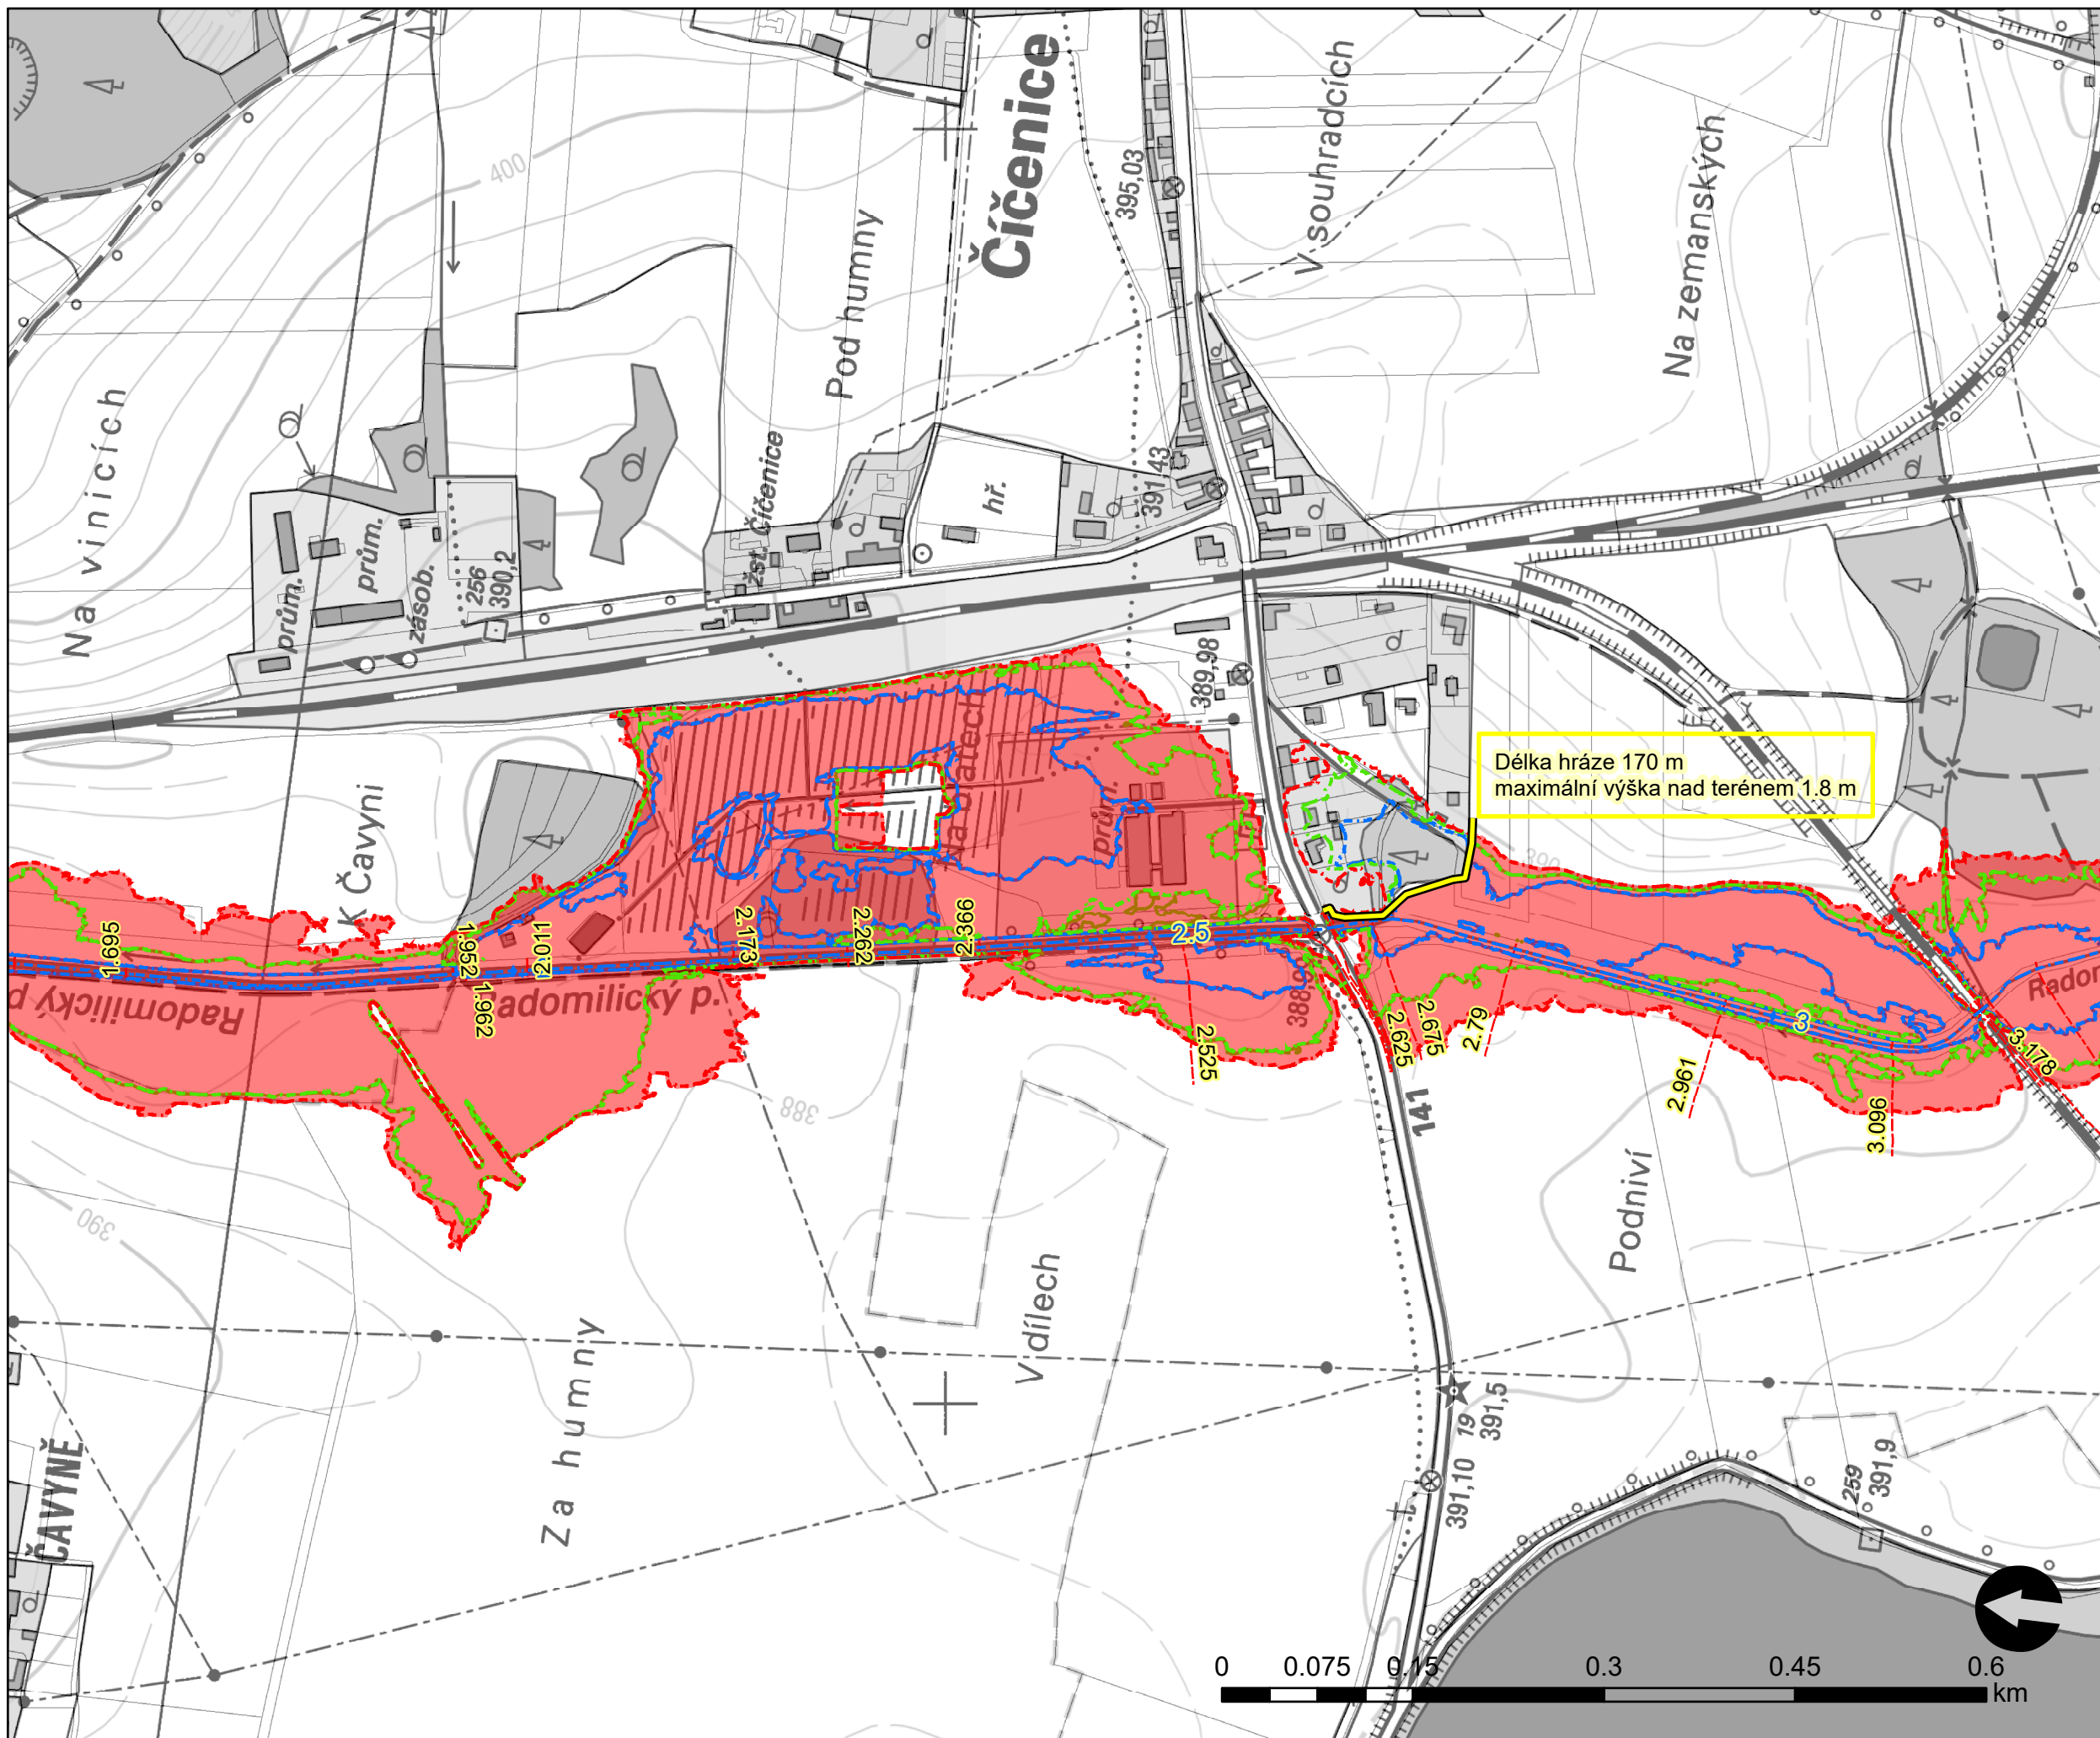 Číčenice
400
395,03
V souhradcích
Na zemanských
Pod humny
Na vinicích
391,43
hř.
žst. Číčenice
prům.
prům.
zásob.
256
390,2
389,98
Délka hráze 170 m
maximální výška nad terénem 1.8 m
K Čavyni
prům.
390
1.695
1.952
1.962
2.011
2.173
2.262
2.366
2.5
2.525
2.625
2.675
2.79
2.961
3
3.096
3.178
Radomilický p
Radomilický p.
Radom
388
141
390
Podniví
V dílech
Za humny
ČAVYNĚ
19
391,5
391,10
259
391,9
0
0.075
0.15
0.3
0.45
0.6
km